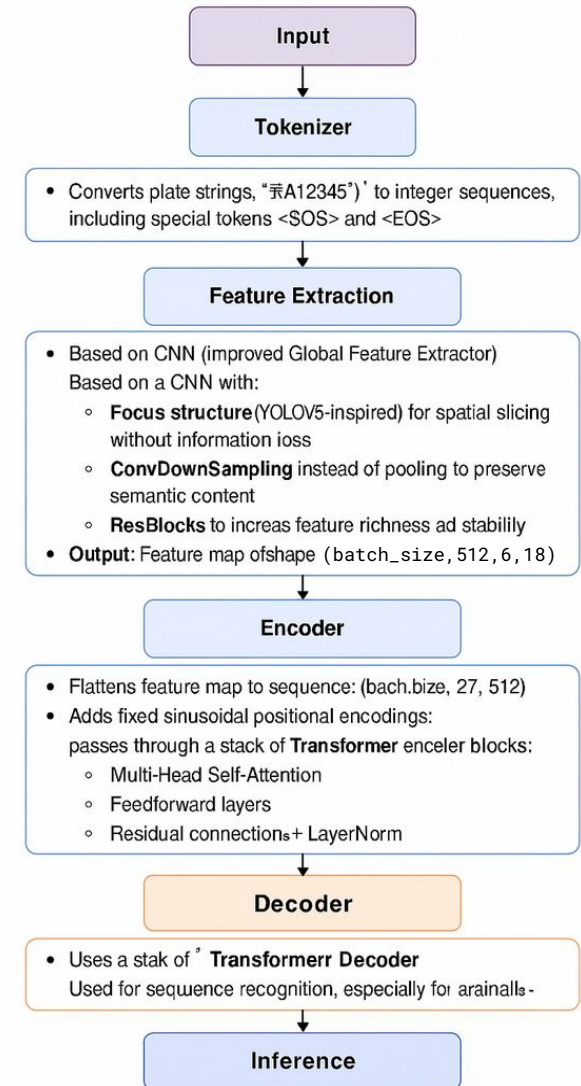 Input
Tokenizer
• Converts plate strings, “A12345”)’ to integer sequences,
including special tokens <SOS> and <EOS>
Feature Extraction
• Based on CNN (improved Global Feature Extractor)
Based on a CNN with:
◦ Focus structure(YOLOV5-inspired) for spatial slicing
without information loss
◦ ConvDownSampling instead of pooling to preserve
semantic content
◦ ResBlocks to increas feature richness ad stabilily
• Output: Feature map ofshape (batch_size,512,6,18)
Encoder
• Flattens feature map to sequence: (bach.bize, 27, 512)
• Adds fixed sinusoidal positional encodings:
passes through a stack of Transformer enceler blocks:
◦ Multi-Head Self-Attention
◦ Feedforward layers
◦ Residual connections+ LayerNorm
Decoder
• Uses a stak of ’ Transformerr Decoder
Used for sequence recognition, especially for arainalls-
Inference